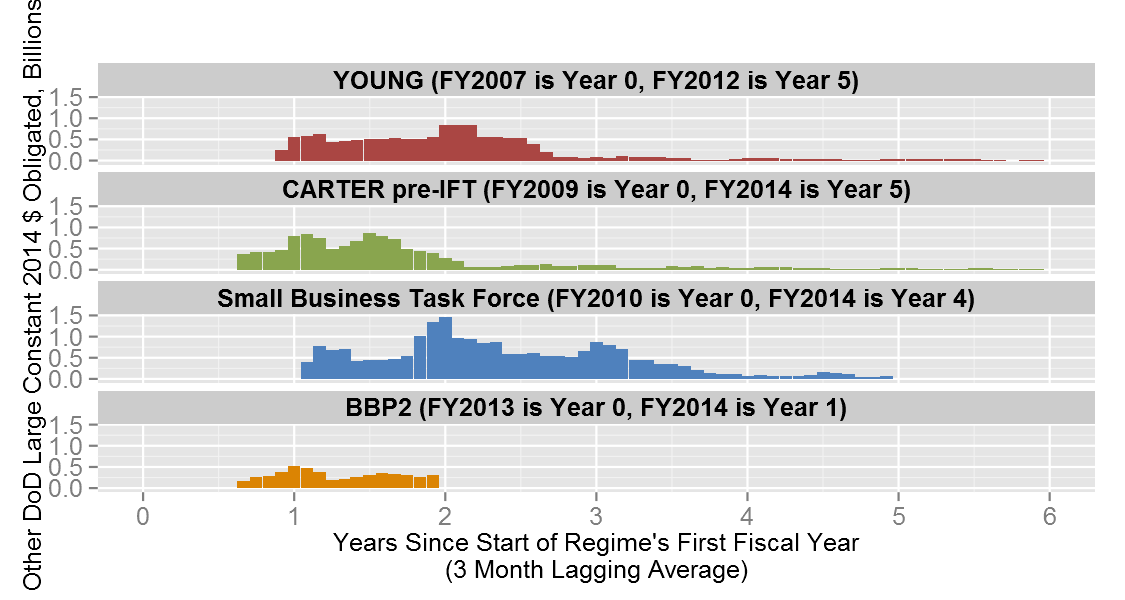 Other DoD Large Constant 2014 $ Obligated, Billions
YOUNG (FY2007 is Year 0, FY2012 is Year 5)
1.5
1.0
0.5
0.0
CARTER pre-IFT (FY2009 is Year 0, FY2014 is Year 5)
1.5
1.0
0.5
0.0
Small Business Task Force (FY2010 is Year 0, FY2014 is Year 4)
1.5
1.0
0.5
0.0
BBP2 (FY2013 is Year 0, FY2014 is Year 1)
1.5
1.0
0.5
0.0
0 1 2 3 4 5 6
Years Since Start of Regime's First Fiscal Year
(3 Month Lagging Average)